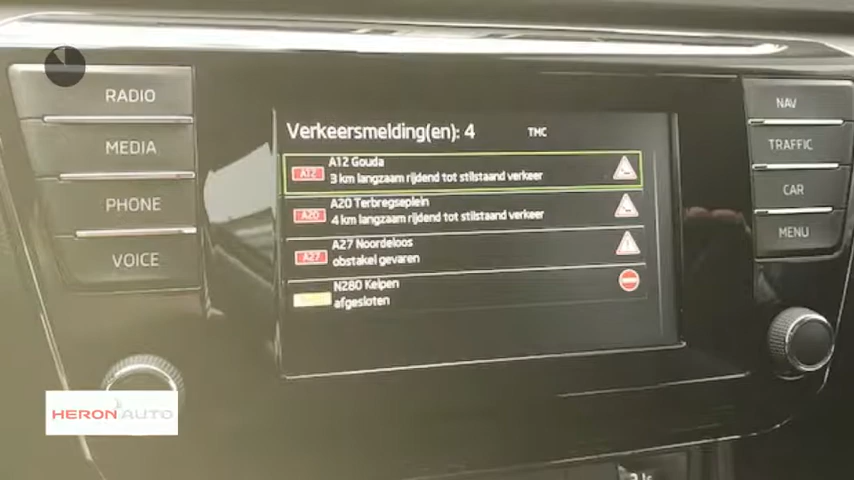 RADIO
MEDIA
PHONE
VOICE
Verkeersmelding(en): 4
TMC
A12
A12 Gouda
3 km langzaam rijdend tot stilstaand verkeer
A20
A20 Terbregseplein
4 km langzaam rijdend tot stilstaand verkeer
A27
A27 Noordeloos
obstakel gevaren
N280 Kelpen
afgesloten
NAV
TRAFFIC
CAR
MENU
HERON AUTO